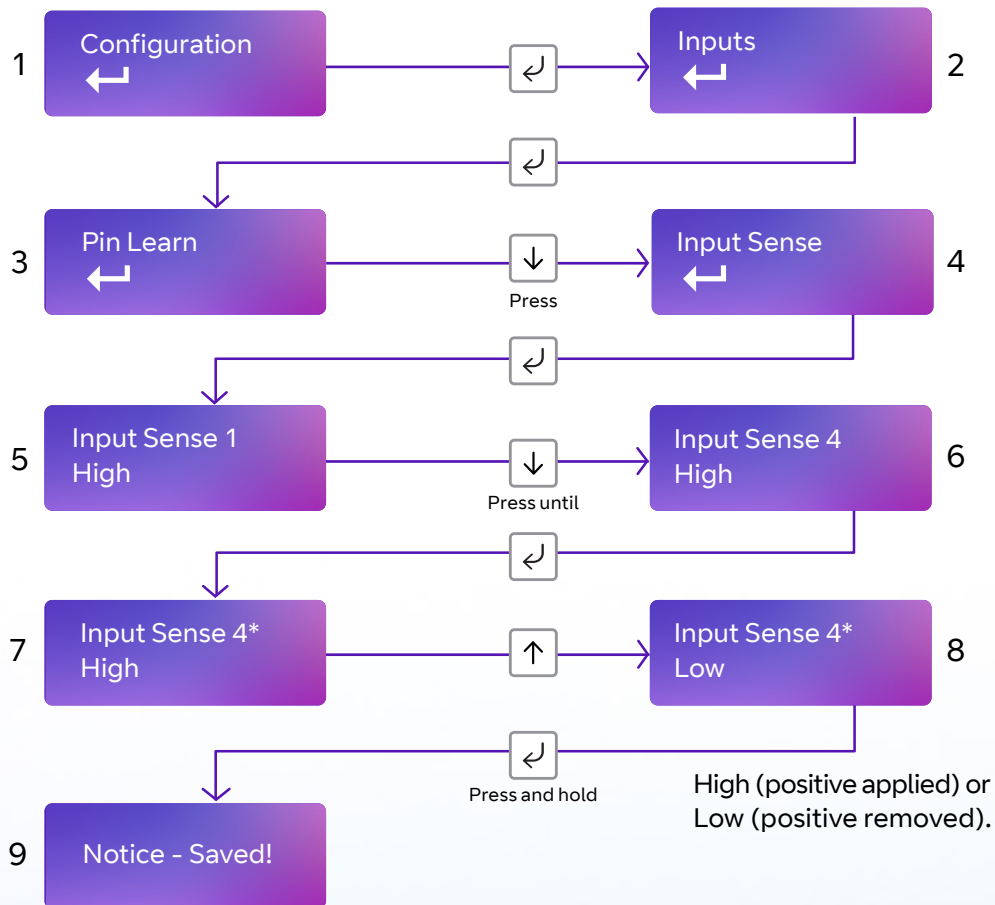 1
Configuration
Inputs
2
3
Pin Learn
Press
Input Sense
4
5
Input Sense 1
High
Press until
Input Sense 4
High
6
7
Input Sense 4*
High
Input Sense 4*
Low
8
Press and hold
High (positive applied) or
Low (positive removed).
9
Notice - Saved!